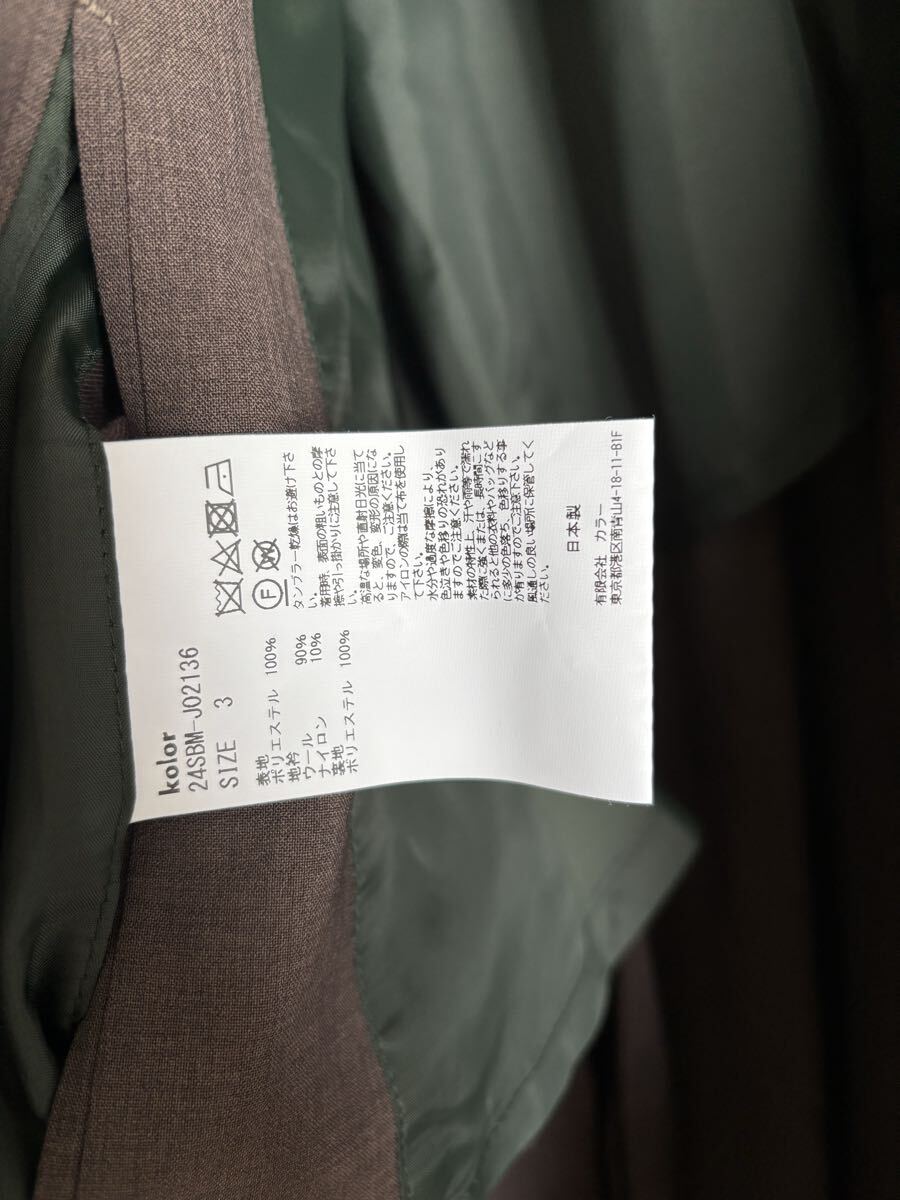 kolor
24SBM-J02136
SIZE 3
表地
ポリエステル 100%
地衿
ウール 90%
ナイロン 10%
裏地
ポリエステル 100%
F
W
タンブラー乾燥はお避け下さ
い。
着用時、表面の粗いものとの摩
擦や引っ掛かりに注意して下さ
い。
高温な場所や直射日光に当て
ると、変色、変形の原因にな
りますので、ご注意ください。
アイロンの際は当て布を使用し
て下さい。
水分や過度な摩擦により、
色泣きや色移りの恐れがあり
ますのでご注意ください。
素材の特性上、汗や雨等で濡れ
た際に強くまたは、長時間こす
られると他の衣料やバッグなど
に多少の色落ち、色移りする事
が有りますのでご注意下さい。
風通しの良い場所に保管してく
ださい。
日本製
有限会社 カラー
東京都港区南青山4-18-11-B1F